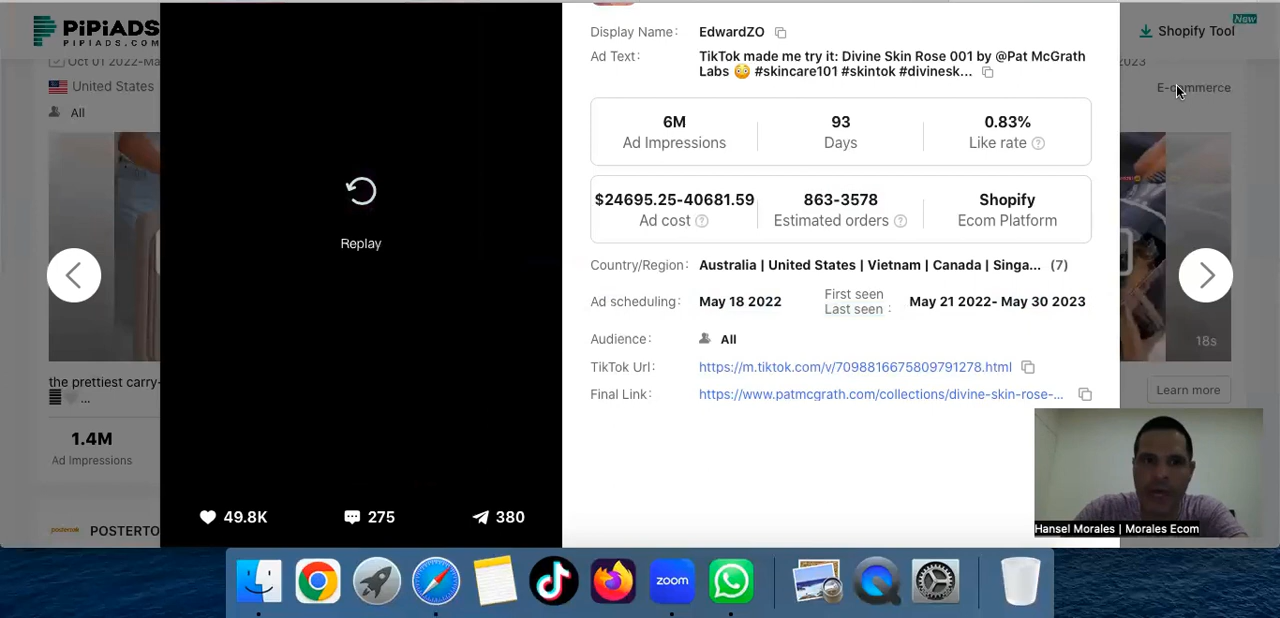 PiPiADS
PIPIADS.COM
Shopify Tool
New
Oct 01 2022-Ma
2023
United States
E-commerce
All
the prettiest carry-
...
1.4M
Ad Impressions
POSTERTO
Replay
49.8K
275
380
Display Name:
EdwardZO
Ad Text:
TikTok made me try it: Divine Skin Rose 001 by @Pat McGrath
Labs 😳 #skincare101 #skintok #divinesk...
6M
Ad Impressions
93
Days
0.83%
Like rate
$24695.25-40681.59
Ad cost
863-3578
Estimated orders
Shopify
Ecom Platform
Country/Region:
Australia | United States | Vietnam | Canada | Singa... (7)
Ad scheduling:
May 18 2022
First seen
Last seen :
May 21 2022- May 30 2023
Audience:
All
TikTok Url:
https://m.tiktok.com/v/7098816675809791278.html
Final Link:
https://www.patmcgrath.com/collections/divine-skin-rose-...
18s
Learn more
Hansel Morales | Morales Ecom
zoom